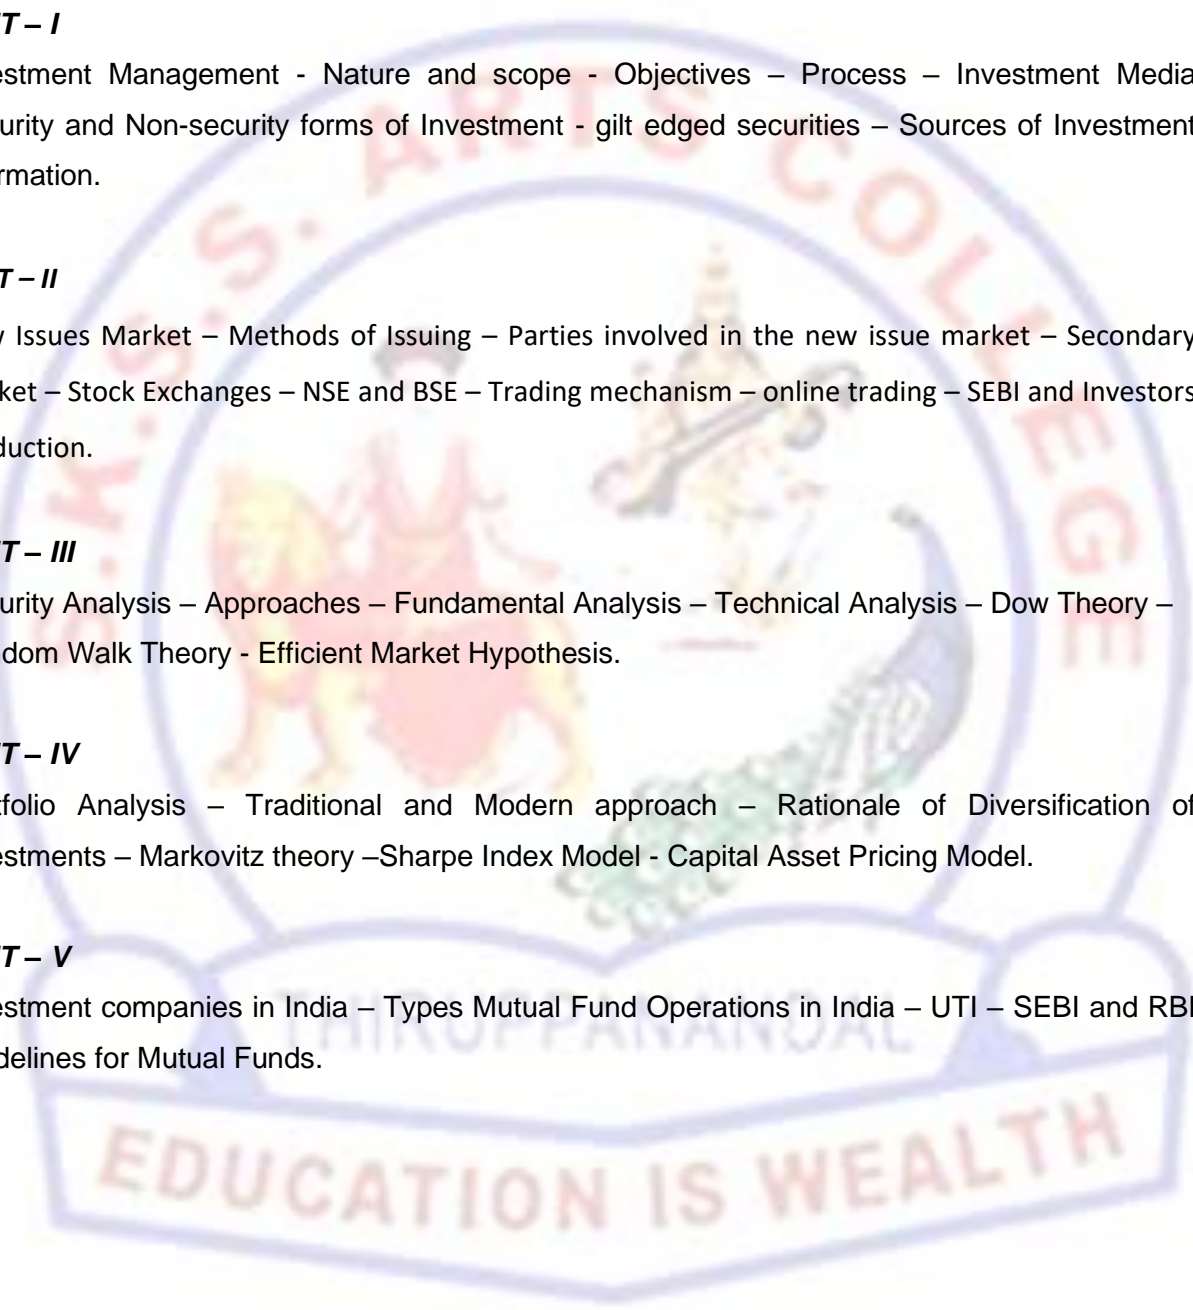 T – I
estment Management - Nature and scope - Objectives – Process – Investment Media
urity and Non-security forms of Investment - gilt edged securities – Sources of Investment
rmation.
T – II
Issues Market – Methods of Issuing – Parties involved in the new issue market – Secondary
ket – Stock Exchanges – NSE and BSE – Trading mechanism – online trading – SEBI and Investors
duction.
T – III
urity Analysis – Approaches – Fundamental Analysis – Technical Analysis – Dow Theory –
dom Walk Theory - Efficient Market Hypothesis.
T – IV
tfolio Analysis – Traditional and Modern approach – Rationale of Diversification of
estments – Markovitz theory –Sharpe Index Model - Capital Asset Pricing Model.
T – V
estment companies in India – Types Mutual Fund Operations in India – UTI – SEBI and RBI
delines for Mutual Funds.
S.K.S.S. ARTS COLLEGE
THIRUPPANANDAL
EDUCATION IS WEALTH